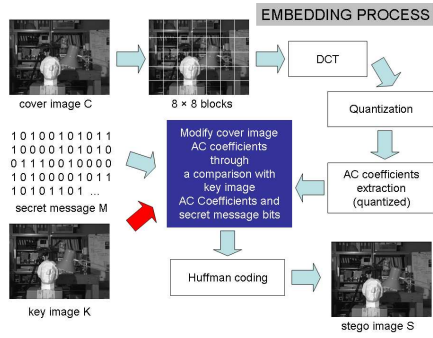 EMBEDDING PROCESS
DCT
cover image C
8 × 8 blocks
Quantization
1 0 1 0 0 1 0 1 0 1 1
1 0 0 0 0 1 0 1 0 1 0
0 1 1 1 0 0 1 0 0 0 0
1 0 1 0 0 0 0 1 0 1 1
1 0 1 0 1 1 0 1 ...
secret message M
Modify cover image
AC coefficients
through
a comparison with
key image
AC Coefficients and
secret message bits
AC coefficients
extraction
(quantized)
key image K
Huffman coding
stego image S